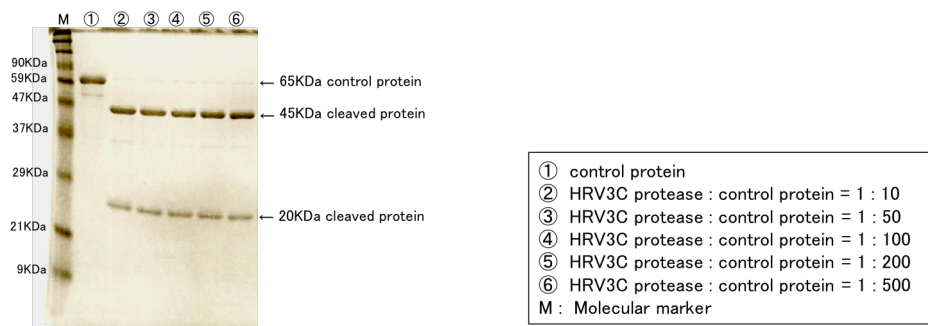 M ① ② ③ ④ ⑤ ⑥
90KDa
59KDa
← 65KDa control protein
47KDa
← 45KDa cleaved protein
37KDa
29KDa
← 20KDa cleaved protein
21KDa
9KDa
① control protein
② HRV3C protease : control protein = 1 : 10
③ HRV3C protease : control protein = 1 : 50
④ HRV3C protease : control protein = 1 : 100
⑤ HRV3C protease : control protein = 1 : 200
⑥ HRV3C protease : control protein = 1 : 500
M : Molecular marker